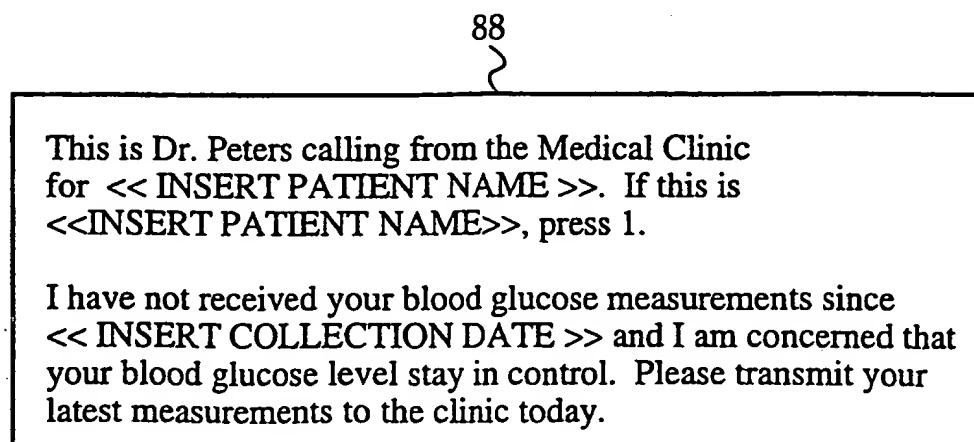 88
This is Dr. Peters calling from the Medical Clinic
for << INSERT PATIENT NAME >>. If this is
<<INSERT PATIENT NAME>>, press 1.
I have not received your blood glucose measurements since
<< INSERT COLLECTION DATE >> and I am concerned that
your blood glucose level stay in control. Please transmit your
latest measurements to the clinic today.